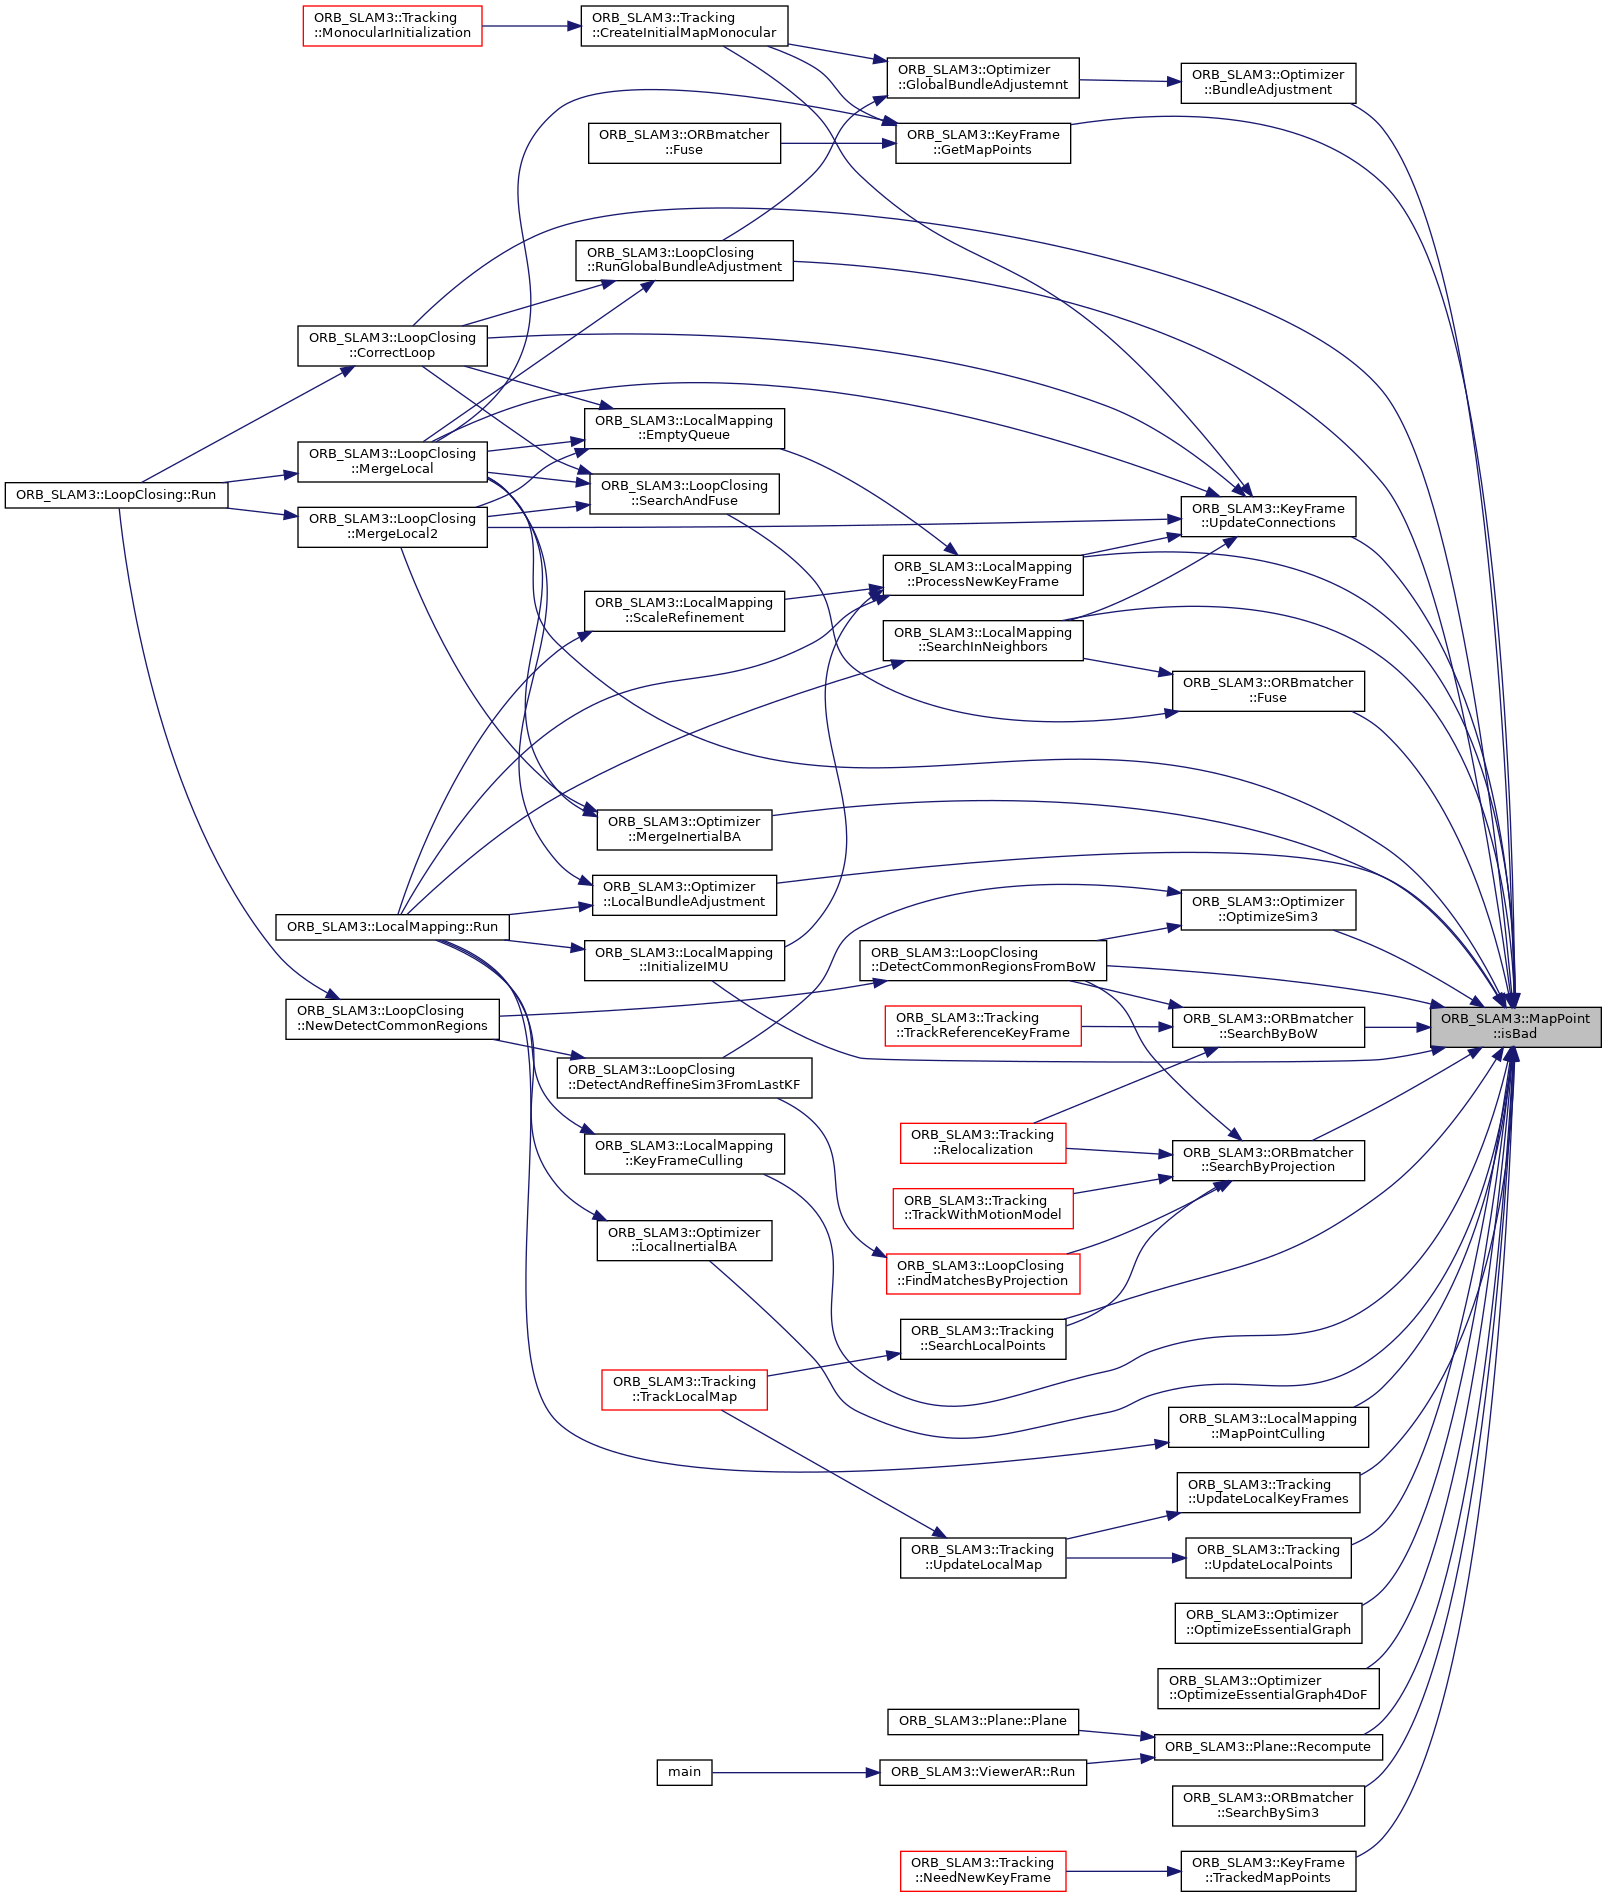 ORB_SLAM3::Tracking
::MonocularInitialization
ORB_SLAM3::Tracking
::CreateInitialMapMonocular
ORB_SLAM3::Optimizer
::GlobalBundleAdjustemnt
ORB_SLAM3::Optimizer
::BundleAdjustment
ORB_SLAM3::ORBmatcher
::Fuse
ORB_SLAM3::KeyFrame
::GetMapPoints
ORB_SLAM3::LoopClosing
::RunGlobalBundleAdjustment
ORB_SLAM3::LoopClosing
::CorrectLoop
ORB_SLAM3::LocalMapping
::EmptyQueue
ORB_SLAM3::LoopClosing
::MergeLocal
ORB_SLAM3::LoopClosing
::SearchAndFuse
ORB_SLAM3::LoopClosing::Run
ORB_SLAM3::LoopClosing
::MergeLocal2
ORB_SLAM3::KeyFrame
::UpdateConnections
ORB_SLAM3::LocalMapping
::ProcessNewKeyFrame
ORB_SLAM3::LocalMapping
::ScaleRefinement
ORB_SLAM3::LocalMapping
::SearchInNeighbors
ORB_SLAM3::ORBmatcher
::Fuse
ORB_SLAM3::Optimizer
::MergeInertialBA
ORB_SLAM3::Optimizer
::LocalBundleAdjustment
ORB_SLAM3::Optimizer
::OptimizeSim3
ORB_SLAM3::LocalMapping::Run
ORB_SLAM3::LocalMapping
::InitializeIMU
ORB_SLAM3::LoopClosing
::DetectCommonRegionsFromBoW
ORB_SLAM3::LoopClosing
::NewDetectCommonRegions
ORB_SLAM3::Tracking
::TrackReferenceKeyFrame
ORB_SLAM3::ORBmatcher
::SearchByBoW
ORB_SLAM3::MapPoint
::isBad
ORB_SLAM3::LoopClosing
::DetectAndReffineSim3FromLastKF
ORB_SLAM3::LocalMapping
::KeyFrameCulling
ORB_SLAM3::Tracking
::Relocalization
ORB_SLAM3::ORBmatcher
::SearchByProjection
ORB_SLAM3::Tracking
::TrackWithMotionModel
ORB_SLAM3::Optimizer
::LocalInertialBA
ORB_SLAM3::LoopClosing
::FindMatchesByProjection
ORB_SLAM3::Tracking
::SearchLocalPoints
ORB_SLAM3::Tracking
::TrackLocalMap
ORB_SLAM3::LocalMapping
::MapPointCulling
ORB_SLAM3::Tracking
::UpdateLocalKeyFrames
ORB_SLAM3::Tracking
::UpdateLocalMap
ORB_SLAM3::Tracking
::UpdateLocalPoints
ORB_SLAM3::Optimizer
::OptimizeEssentialGraph
ORB_SLAM3::Optimizer
::OptimizeEssentialGraph4DoF
ORB_SLAM3::Plane::Plane
ORB_SLAM3::Plane::Recompute
main
ORB_SLAM3::ViewerAR::Run
ORB_SLAM3::ORBmatcher
::SearchBySim3
ORB_SLAM3::Tracking
::NeedNewKeyFrame
ORB_SLAM3::KeyFrame
::TrackedMapPoints